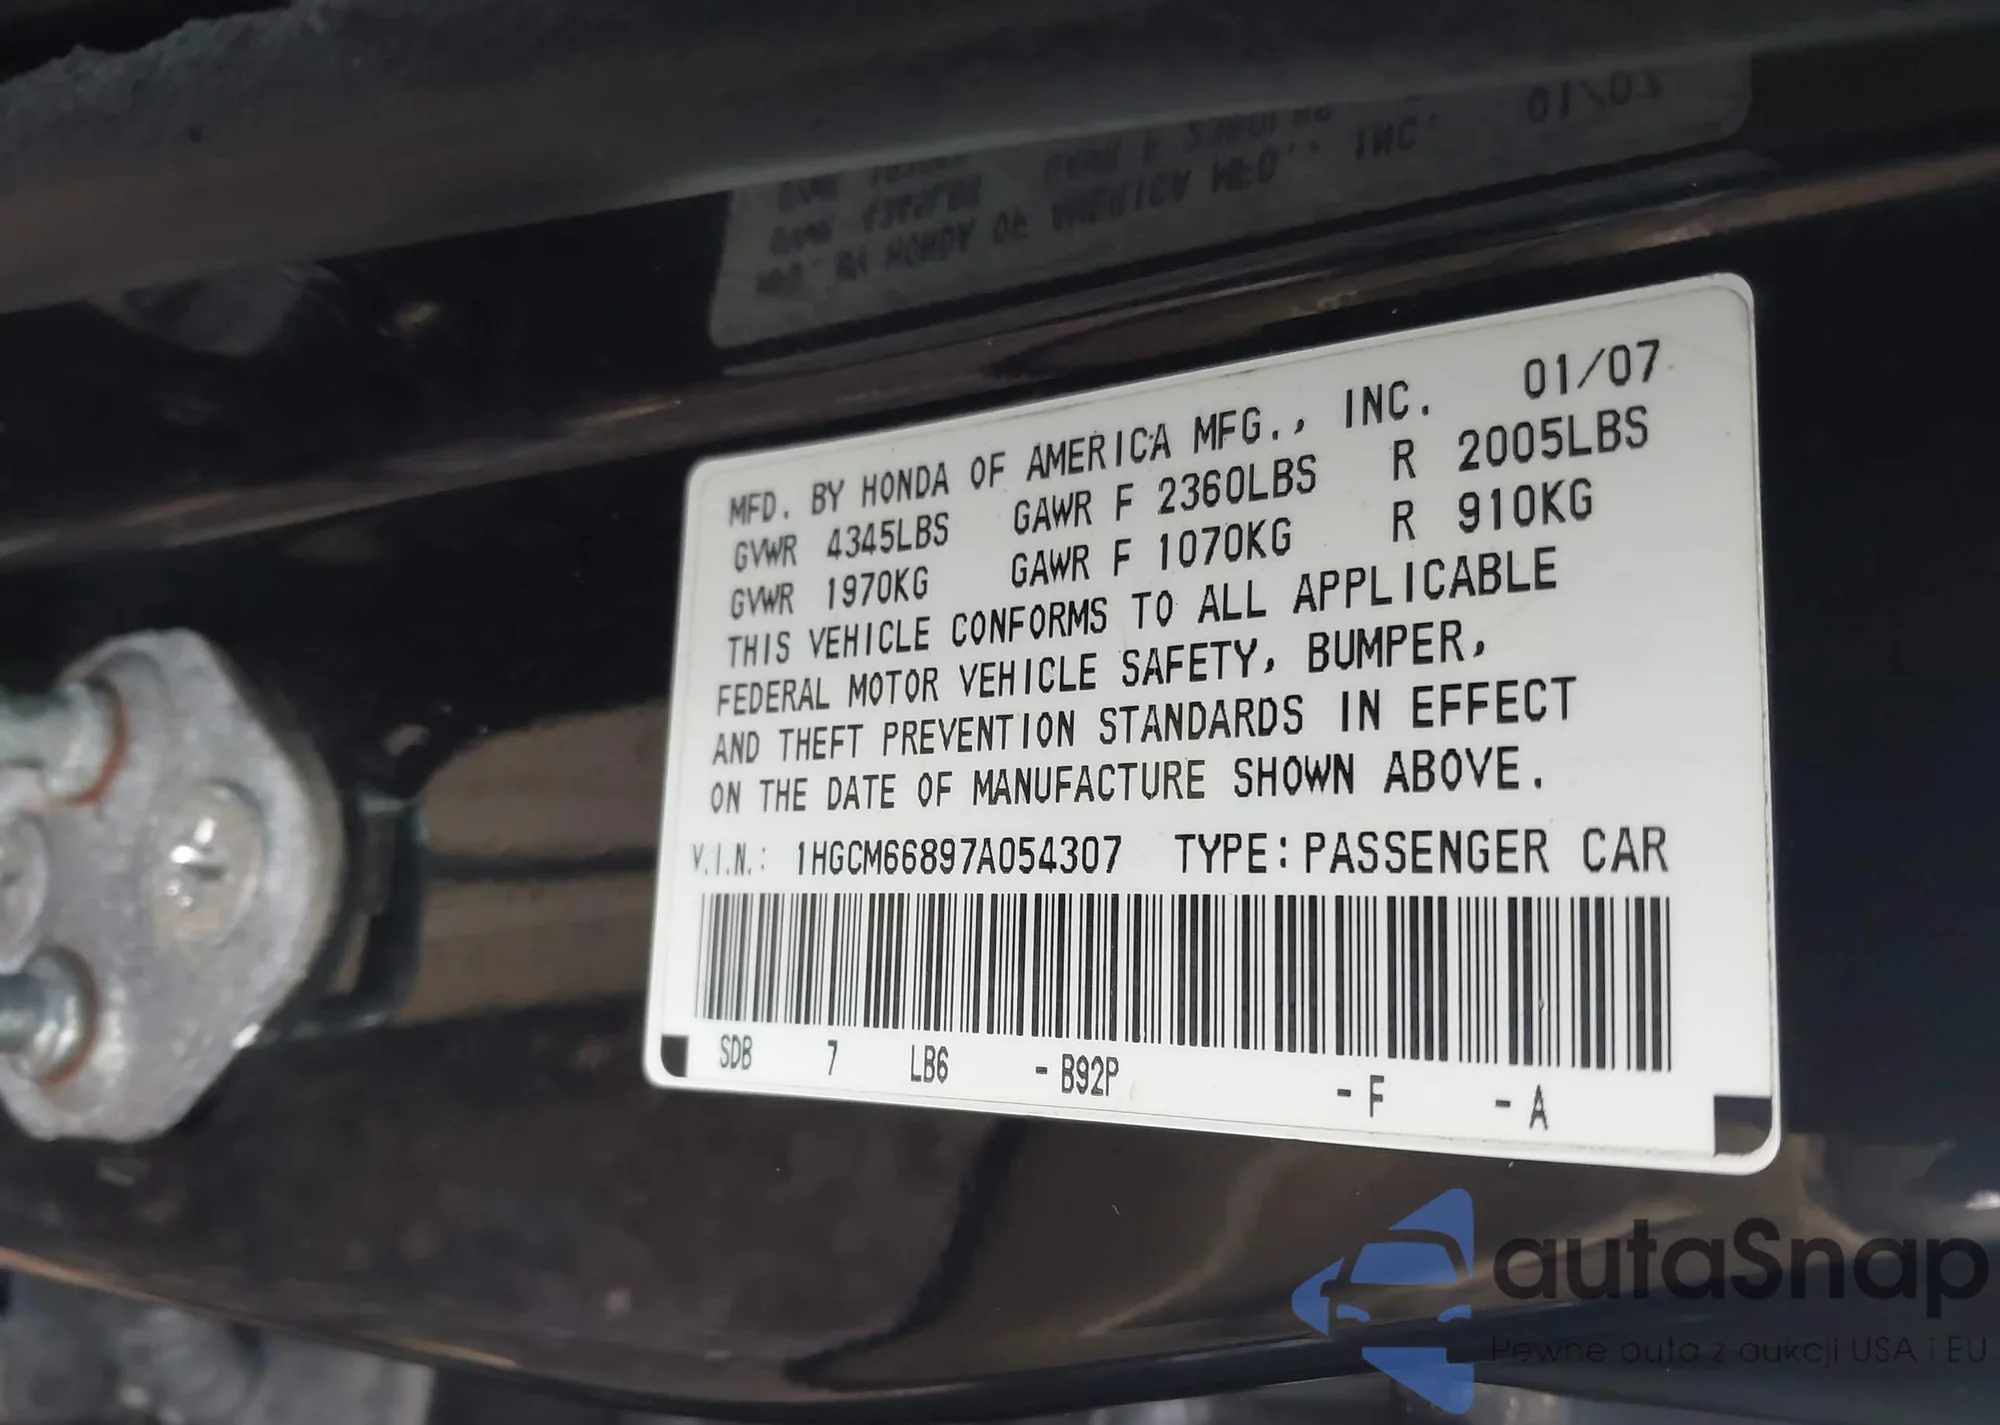 MFD. BY HONDA OF AMERICA MFG., INC. 01/07
GVWR 4345LBS GAWR F 2360LBS R 2005LBS
GVWR 1970KG GAWR F 1070KG R 910KG
THIS VEHICLE CONFORMS TO ALL APPLICABLE
FEDERAL MOTOR VEHICLE SAFETY, BUMPER,
AND THEFT PREVENTION STANDARDS IN EFFECT
ON THE DATE OF MANUFACTURE SHOWN ABOVE.
V.I.N.: 1HGCM66897A054307 TYPE: PASSENGER CAR
SDB 7 LB6 - B92P - F - A
autaSnap
Pewne auta z aukcji USA i EU